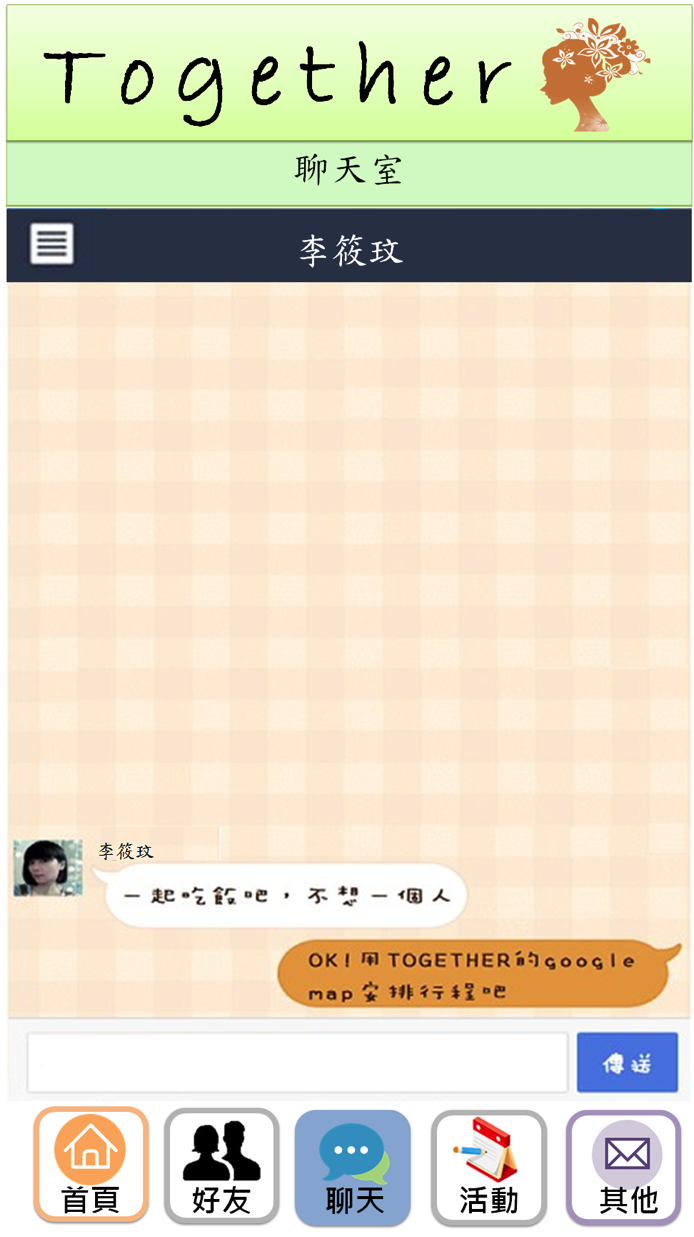 Together
聊天室
李筱玟
李筱玟
一起吃飯吧，不想一個人
OK!用TOGETHER的google
map安排行程吧
傳送
首頁
好友
聊天
活動
其他